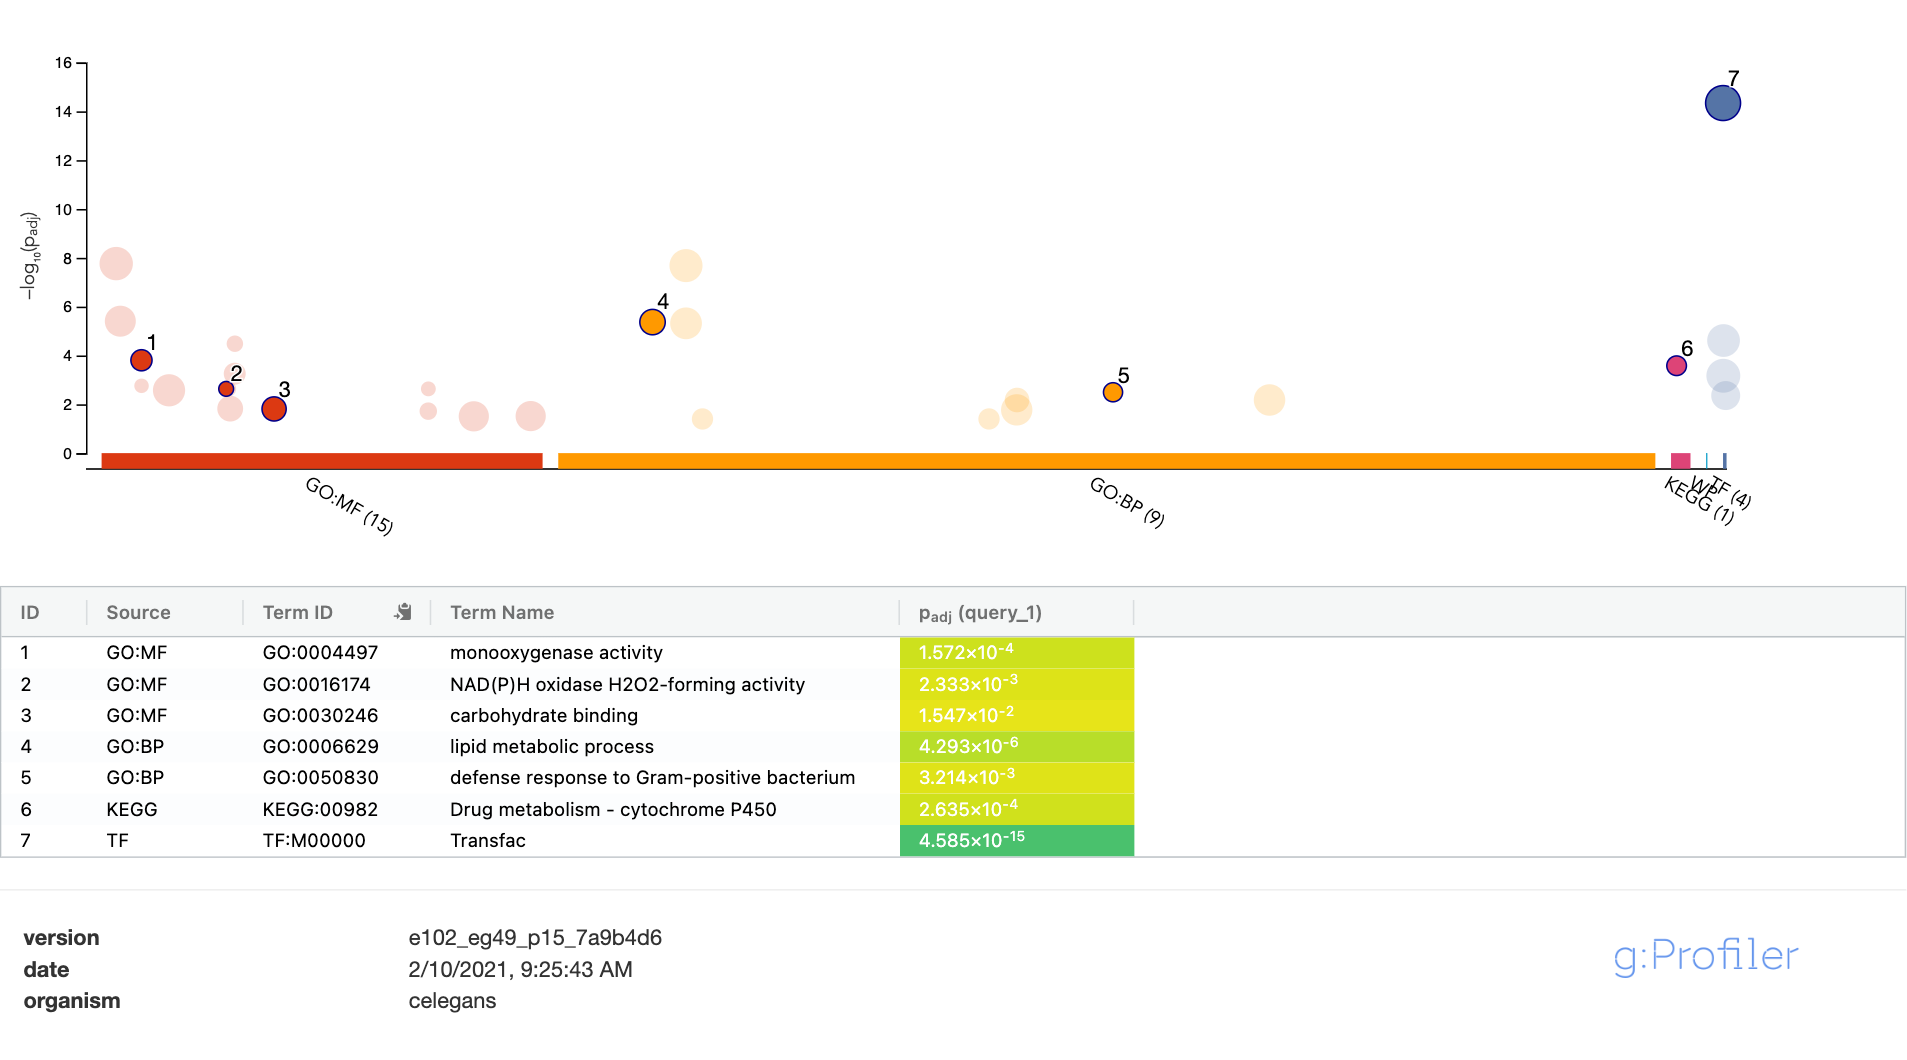 16
7
14
12
10
−log10(padj)
8
6
4
2
0
1
2
3
4
5
6
GO:MF (15)
GO:BP (9)
KEGG (1)
WP
TF (4)
ID Source Term ID Term Name padj (query_1)
1 GO:MF GO:0004497 monooxygenase activity 1.572×10-4
2 GO:MF GO:0016174 NAD(P)H oxidase H2O2-forming activity 2.333×10-3
3 GO:MF GO:0030246 carbohydrate binding 1.547×10-2
4 GO:BP GO:0006629 lipid metabolic process 4.293×10-6
5 GO:BP GO:0050830 defense response to Gram-positive bacterium 3.214×10-3
6 KEGG KEGG:00982 Drug metabolism - cytochrome P450 2.635×10-4
7 TF TF:M00000 Transfac 4.585×10-15
version e102_eg49_p15_7a9b4d6
date 2/10/2021, 9:25:43 AM
organism celegans
g:Profiler